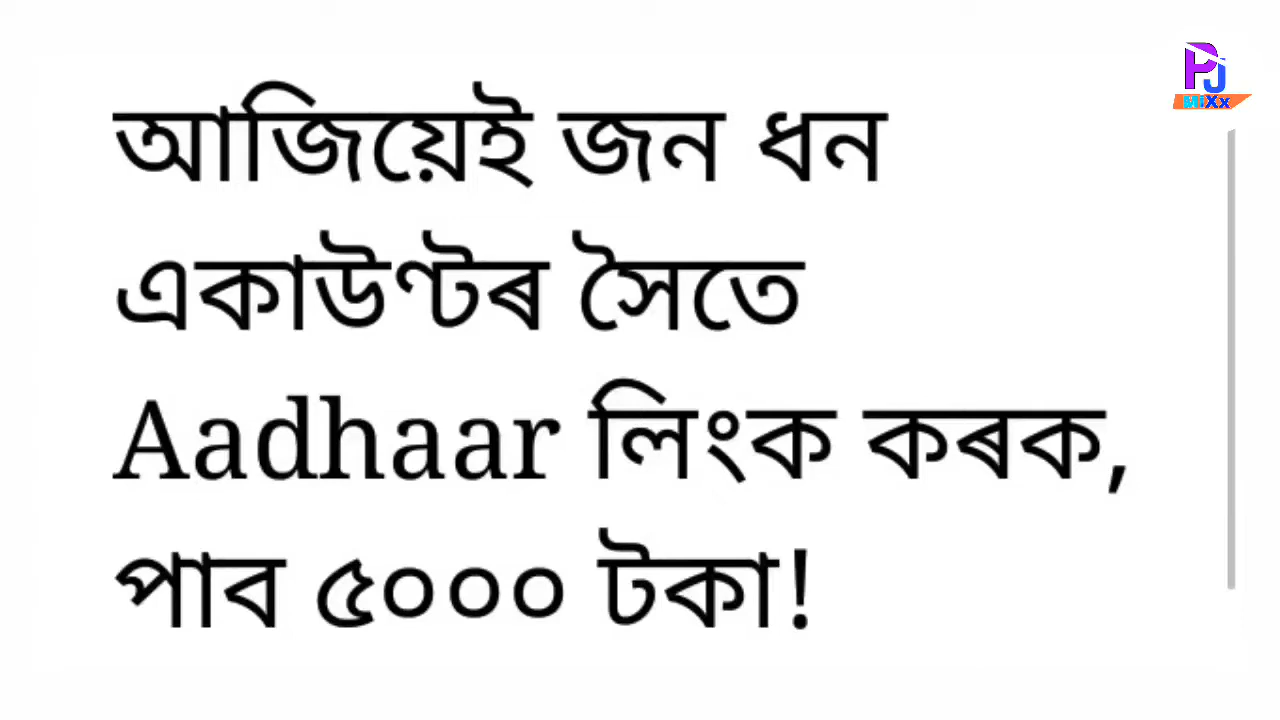 PJ
MiXx
আজিয়েই জন ধন
একাউণ্টৰ সৈতে
Aadhaar লিংক কৰক,
পাব ৫০০০ টকা!